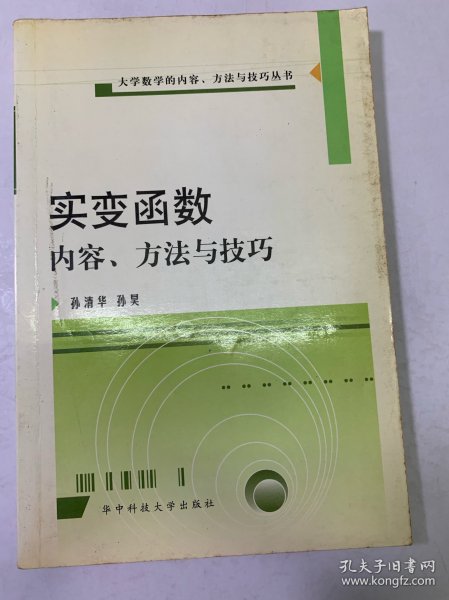 大学数学的内容、方法与技巧丛书
实变函数
内容、方法与技巧
孙清华 孙昊
华中科技大学出版社
孔夫子旧书网
www.kongfz.com